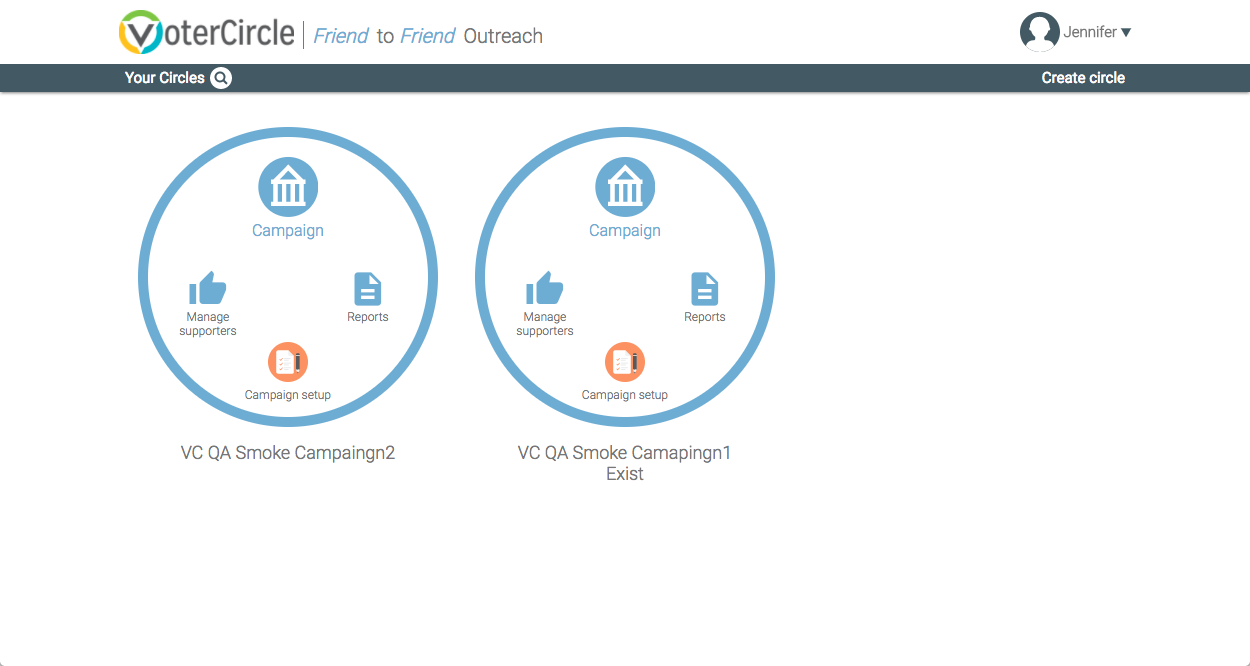 VoterCircle Friend to Friend Outreach
Jennifer
Your Circles
Create circle
Campaign
Manage
supporters
Reports
Campaign setup
VC QA Smoke Campaingn2
Campaign
Manage
supporters
Reports
Campaign setup
VC QA Smoke Camapingn1
Exist